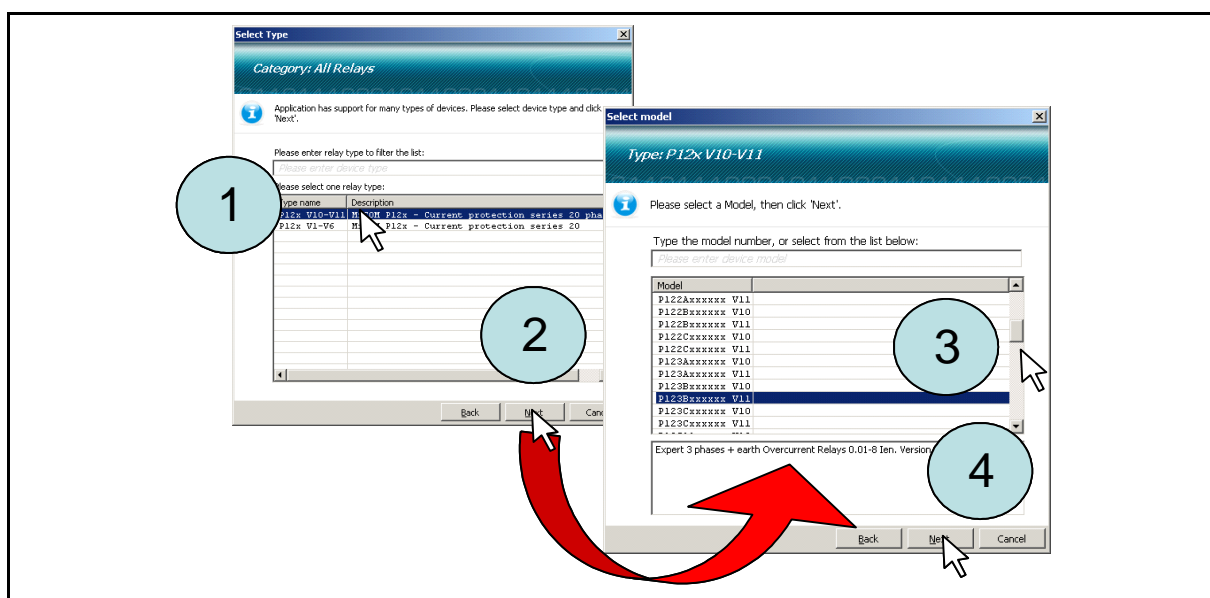 Select Type
Category: All Relays
Application has support for many types of devices. Please select device type and click
'Next'.
Please enter relay type to filter the list:
Please enter device type
Please select one relay type:
Type name Description
P12x V10-V11 MiCOM P12x - Current protection series 20 pha
P12x V1-V6 P12x - Current protection series 20
Back Next
1
2
Select model
Type: P12x V10-V11
Please select a Model, then click 'Next'.
Type the model number, or select from the list below:
Please enter device model
Model
P122Axxxxxx V11
P122Bxxxxxx V10
P122Bxxxxxx V11
P122Cxxxxxx V10
P122Cxxxxxx V11
P123Axxxxxx V10
P123Axxxxxx V11
P123Bxxxxxx V10
P123Bxxxxxx V11
P123Cxxxxxx V10
P123Cxxxxxx V11
Expert 3 phases + earth Overcurrent Relays 0.01-8 Ien. Version
Back Next Cancel
3
4